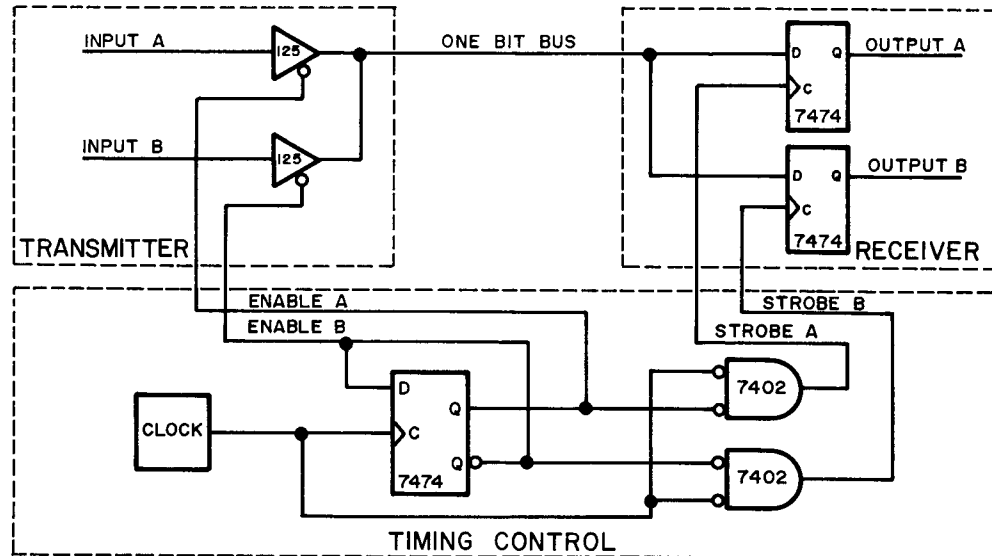 INPUT A
125
ONE BIT BUS
D
Q
OUTPUT A
C
7474
INPUT B
125
D
Q
OUTPUT B
C
7474
TRANSMITTER
RECEIVER
ENABLE A
STROBE B
ENABLE B
STROBE A
D
7402
Q
CLOCK
C
Q
7402
7474
TIMING CONTROL